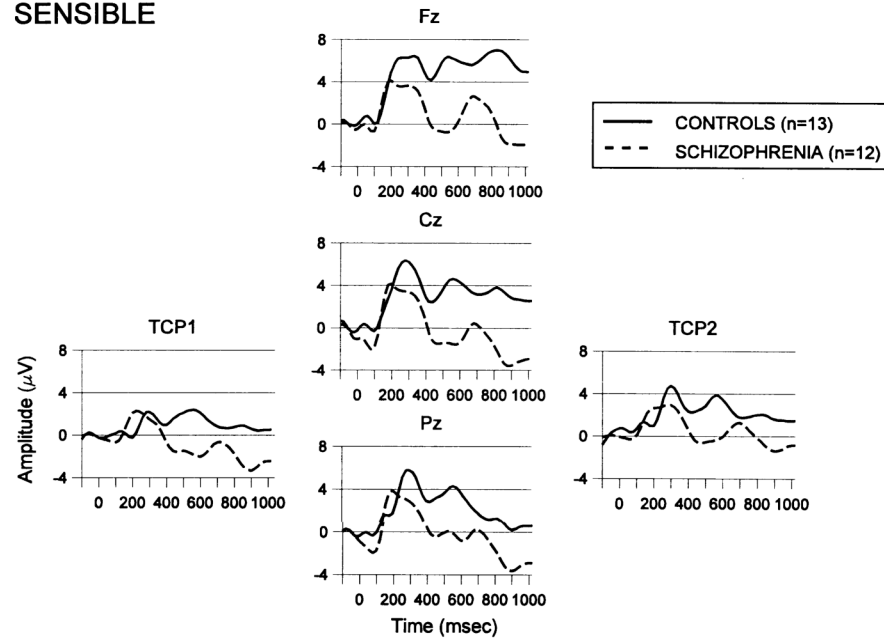 SENSIBLE
Fz
8
4
0
-4
0 200 400 600 800 1000
CONTROLS (n=13)
SCHIZOPHRENIA (n=12)
Cz
8
4
0
-4
0 200 400 600 800 1000
TCP1
Amplitude (μV)
8
4
0
-4
0 200 400 600 800 1000
TCP2
8
4
0
-4
0 200 400 600 800 1000
Pz
8
4
0
-4
0 200 400 600 800 1000
Time (msec)